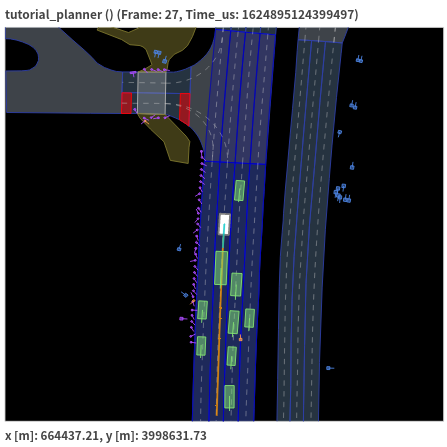 tutorial_planner () (Frame: 27, Time_us: 1624895124399497)
x [m]: 664437.21, y [m]: 3998631.73